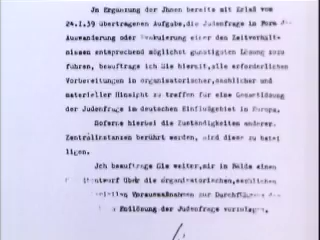 In Ergänzung der Ihnen bereits mit Erlaß vom
24.1.39 übertragenen Aufgabe, die Judenfrage in Form der
Auswanderung oder Evakuierung einer den Zeitverhält-
nissen entsprechend möglichst günstigsten Lösung zuzu
führen, beauftrage ich Sie hiermit, alle erforderlichen
Vorbereitungen in organisatorischer, sachlicher und
materieller Hinsicht zu treffen für eine Gesamtlösung
der Judenfrage im deutschen Einflußgebiet in Europa.
Soferne hierbei die Zuständigkeiten anderer
Zentralinstanzen berührt werden, sind diese zu betei
ligen.
Ich beauftrage Sie weiter, mir in Bälde einen
entwurf über die organisatorischen, sachlichen
Vorausmaßnahmen zur Durchführung der
Endlösung der Judenfrage vorzulegen.